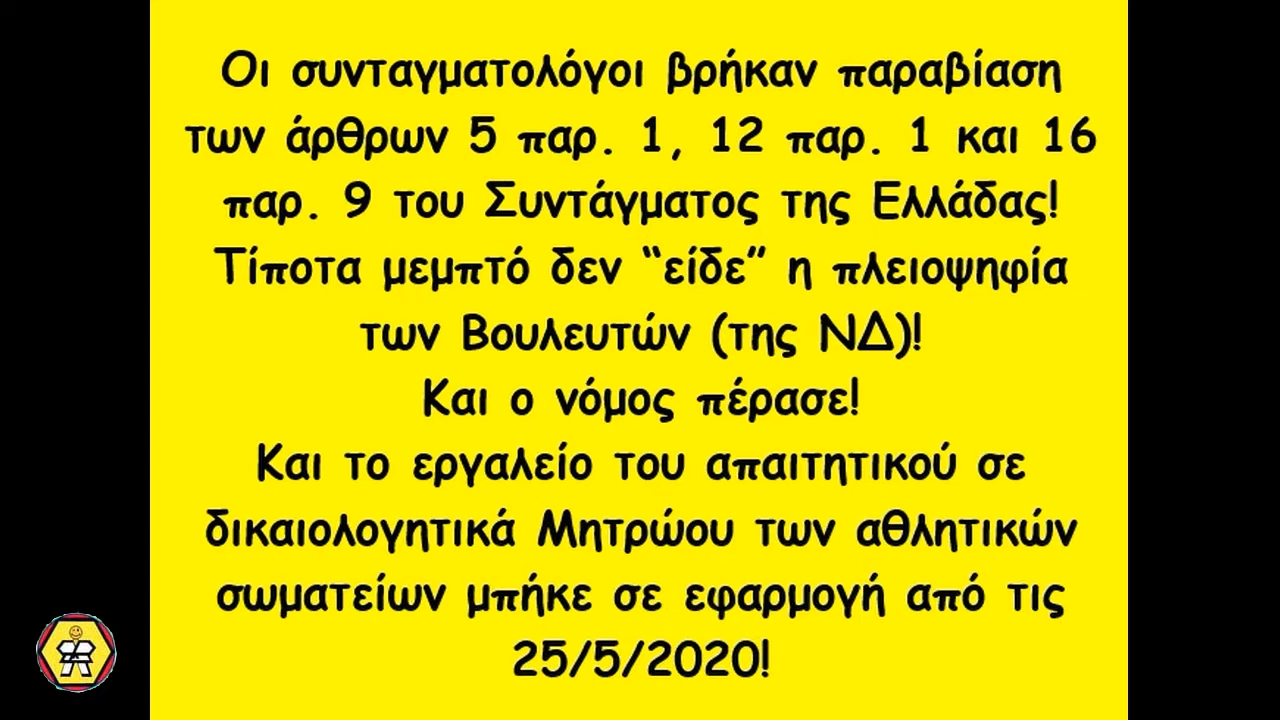 Οι συνταγματολόγοι βρήκαν παραβίαση
των άρθρων 5 παρ. 1, 12 παρ. 1 και 16
παρ. 9 του Συντάγματος της Ελλάδας!
Τίποτα μεμπτό δεν “είδε” η πλειοψηφία
των Βουλευτών (της ΝΔ)!
Και ο νόμος πέρασε!
Και το εργαλείο του απαιτητικού σε
δικαιολογητικά Μητρώου των αθλητικών
σωματείων μπήκε σε εφαρμογή από τις
25/5/2020!